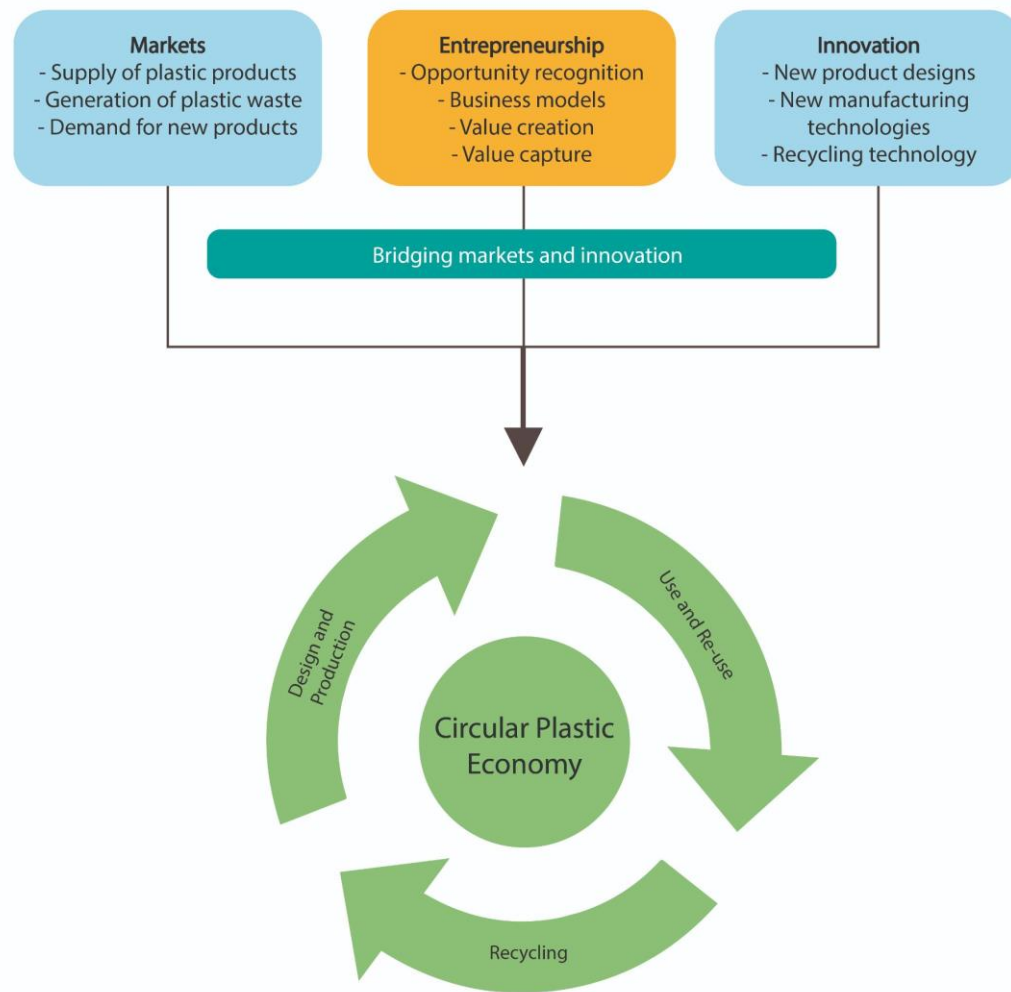 Markets
- Supply of plastic products
- Generation of plastic waste
- Demand for new products
Entrepreneurship
- Opportunity recognition
- Business models
- Value creation
- Value capture
Innovation
- New product designs
- New manufacturing
technologies
- Recycling technology
Bridging markets and innovation
Design and
Production
Use and Re-use
Circular Plastic
Economy
Recycling